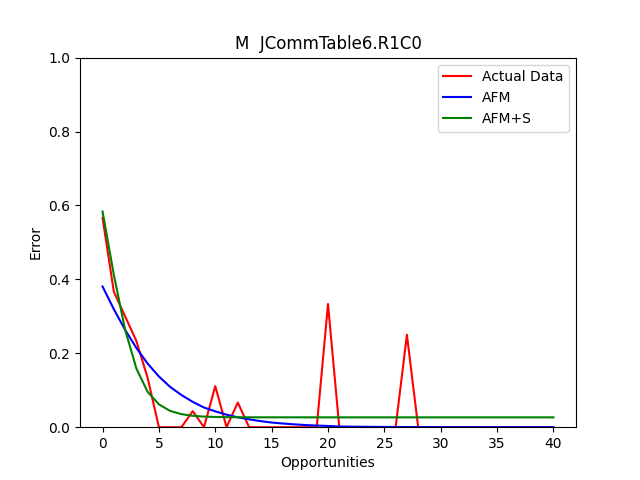 M  JCommTable6.R1C0
Actual Data
AFM
AFM+S
Error
1.0
0.8
0.6
0.4
0.2
0.0
0 5 10 15 20 25 30 35 40
Opportunities